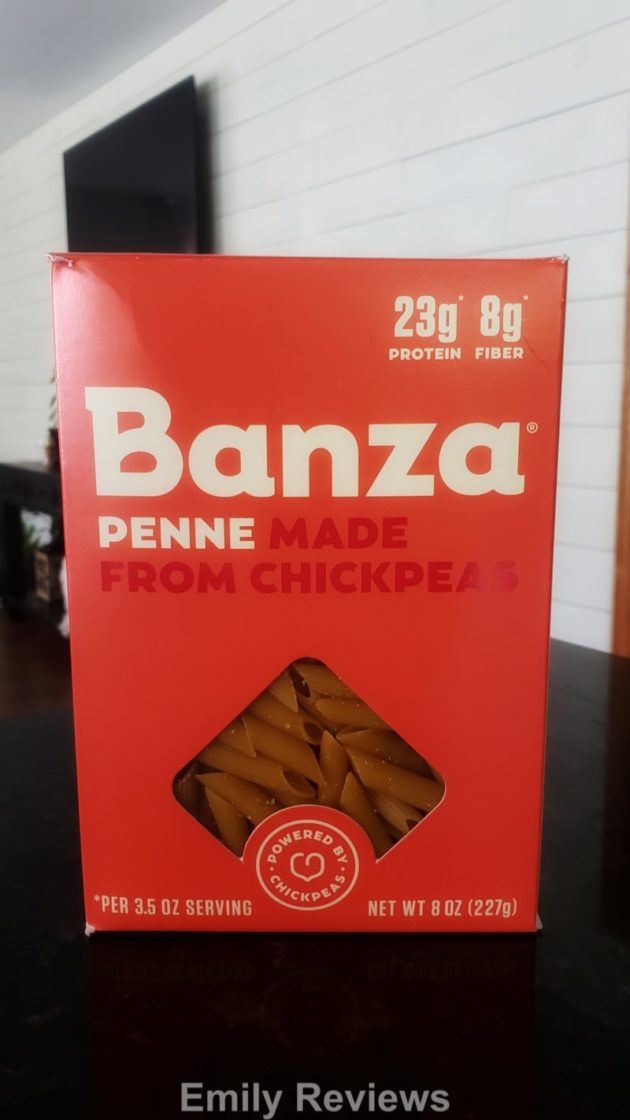 23g* 8g*
PROTEIN FIBER
Banza®
PENNE MADE
FROM CHICKPEAS
POWERED BY
CHICKPEAS
*PER 3.5 OZ SERVING
NET WT 8 OZ (227g)
Emily Reviews